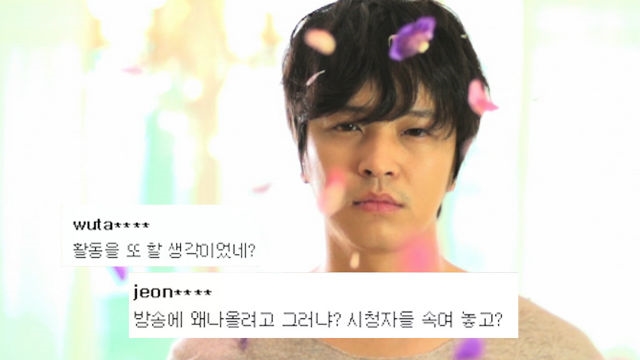 wuta****
활동을 또 할 생각이었네?
jeon****
방송에 왜나올려고 그러냐? 시청자들 속여 놓고?